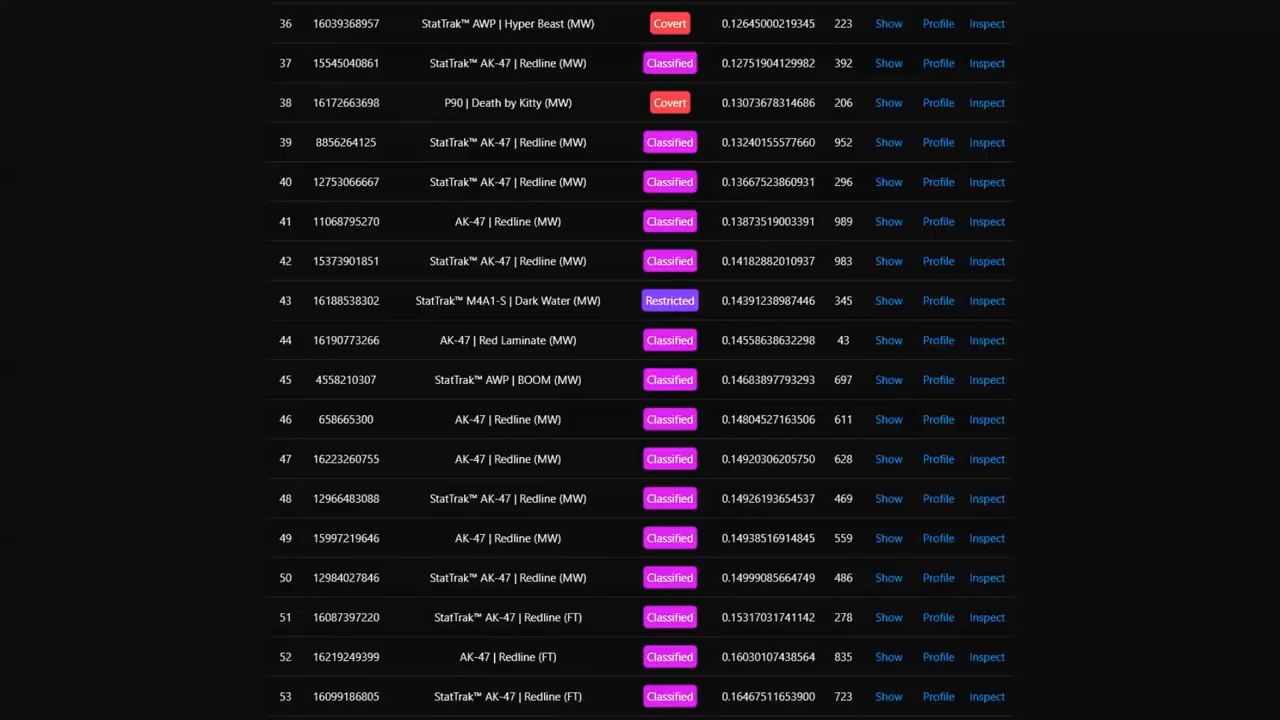 36 16039368957 StatTrak™ AWP | Hyper Beast (MW) Covert 0.12645000219345 223 Show Profile Inspect
37 15545040861 StatTrak™ AK-47 | Redline (MW) Classified 0.12751904129982 392 Show Profile Inspect
38 16172663698 P90 | Death by Kitty (MW) Covert 0.13073678314686 206 Show Profile Inspect
39 8856264125 StatTrak™ AK-47 | Redline (MW) Classified 0.13240155577660 952 Show Profile Inspect
40 12753066667 StatTrak™ AK-47 | Redline (MW) Classified 0.13667523860931 296 Show Profile Inspect
41 11068795270 AK-47 | Redline (MW) Classified 0.13873519003391 989 Show Profile Inspect
42 15373901851 StatTrak™ AK-47 | Redline (MW) Classified 0.14182882010937 983 Show Profile Inspect
43 16188538302 StatTrak™ M4A1-S | Dark Water (MW) Restricted 0.14391238987446 345 Show Profile Inspect
44 16190773266 AK-47 | Red Laminate (MW) Classified 0.14558638632298 43 Show Profile Inspect
45 4558210307 StatTrak™ AWP | BOOM (MW) Classified 0.14683897793293 697 Show Profile Inspect
46 658665300 AK-47 | Redline (MW) Classified 0.14804527163506 611 Show Profile Inspect
47 16223260755 AK-47 | Redline (MW) Classified 0.14920306205750 628 Show Profile Inspect
48 12966483088 StatTrak™ AK-47 | Redline (MW) Classified 0.14926193654537 469 Show Profile Inspect
49 15997219646 AK-47 | Redline (MW) Classified 0.14938516914845 559 Show Profile Inspect
50 12984027846 StatTrak™ AK-47 | Redline (MW) Classified 0.14999085664749 486 Show Profile Inspect
51 16087397220 StatTrak™ AK-47 | Redline (FT) Classified 0.15317031741142 278 Show Profile Inspect
52 16219249399 AK-47 | Redline (FT) Classified 0.16030107438564 835 Show Profile Inspect
53 16099186805 StatTrak™ AK-47 | Redline (FT) Classified 0.16467511653900 723 Show Profile Inspect